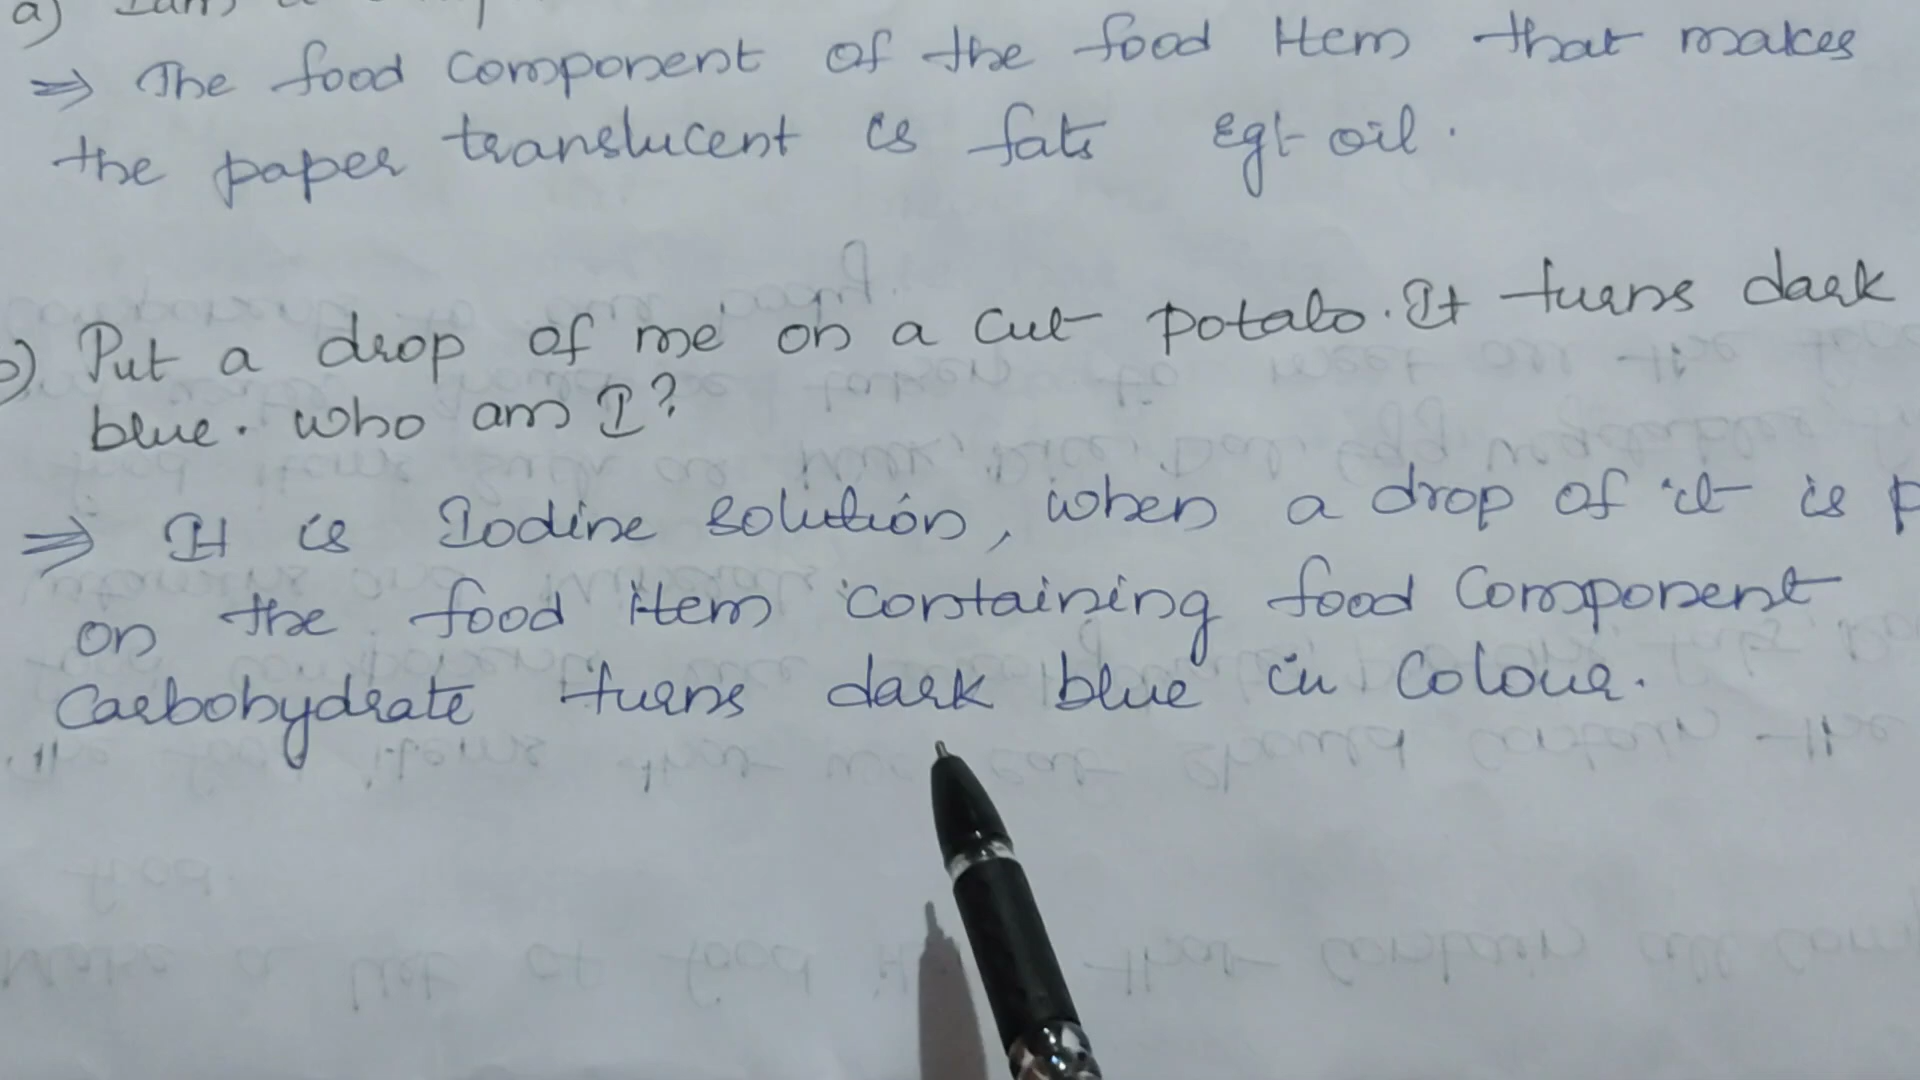 a) I am a
⇒ The food component of the food Item that makes
the paper translucent is fats Eg:- oil.
b) Put a drop of me on a cut potato. It turns dark
blue. who am I?
⇒ It is Iodine solution, when a drop of it is p
on the food item containing food component
Carbohydrate turns dark blue in Colour.